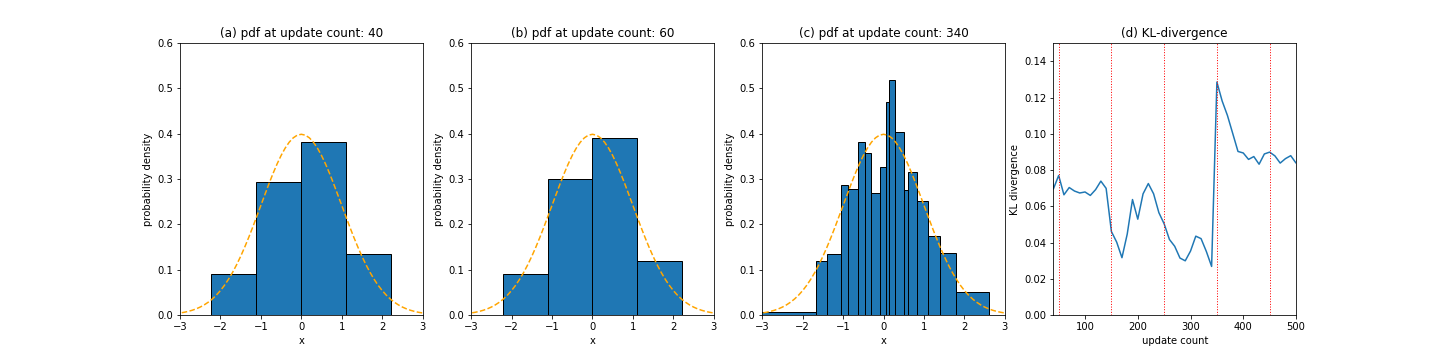 (a) pdf at update count: 40
probability density
0.6
0.5
0.4
0.3
0.2
0.1
0.0
−3 −2 −1 0 1 2 3
x
(b) pdf at update count: 60
probability density
0.6
0.5
0.4
0.3
0.2
0.1
0.0
−3 −2 −1 0 1 2 3
x
(c) pdf at update count: 340
probability density
0.6
0.5
0.4
0.3
0.2
0.1
0.0
−3 −2 −1 0 1 2 3
x
(d) KL-divergence
KL divergence
0.14
0.12
0.10
0.08
0.06
0.04
0.02
0.00
100 200 300 400 500
update count